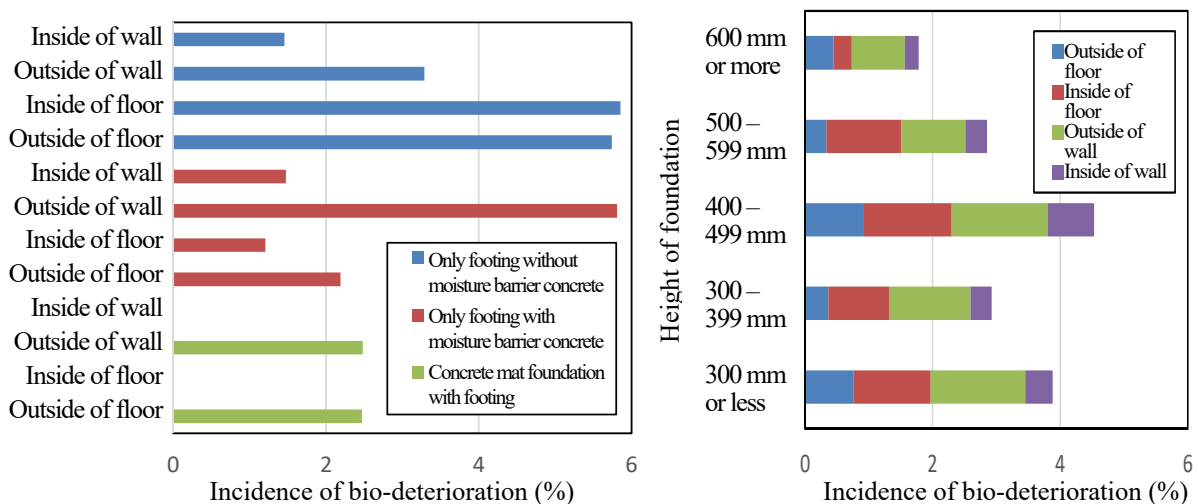 Inside of wall
Outside of wall
Inside of floor
Outside of floor
Inside of wall
Outside of wall
Inside of floor
Outside of floor
Inside of wall
Outside of wall
Inside of floor
Outside of floor
Only footing without
moisture barrier concrete
Only footing with
moisture barrier concrete
Concrete mat foundation
with footing
0 2 4 6
Incidence of bio-deterioration (%)
Height of foundation
600 mm
or more
500 –
599 mm
400 –
499 mm
300 –
399 mm
300 mm
or less
Outside of
floor
Inside of
floor
Outside of
wall
Inside of wall
0 2 4 6
Incidence of bio-deterioration (%)